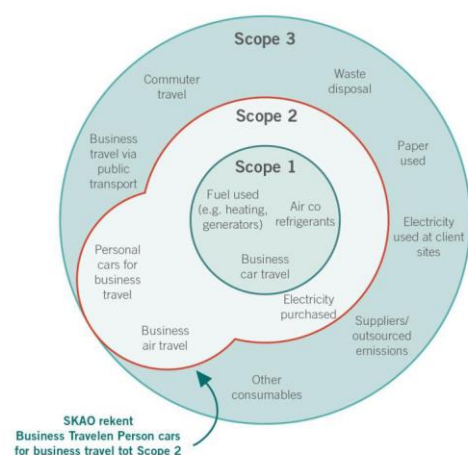 Scope 3
Commuter
travel
Waste
disposal
Scope 2
Business
travel via
public
transport
Paper
used
Scope 1
Fuel used
(e.g. heating,
generators)
Air co
refrigerants
Electricity
used at client
sites
Business
car travel
Personal
cars for
business
travel
Electricity
purchased
Business
air travel
Suppliers/
outsourced
emissions
Other
consumables
SKAO rekent
Business Travelen Person cars
for business travel tot Scope 2